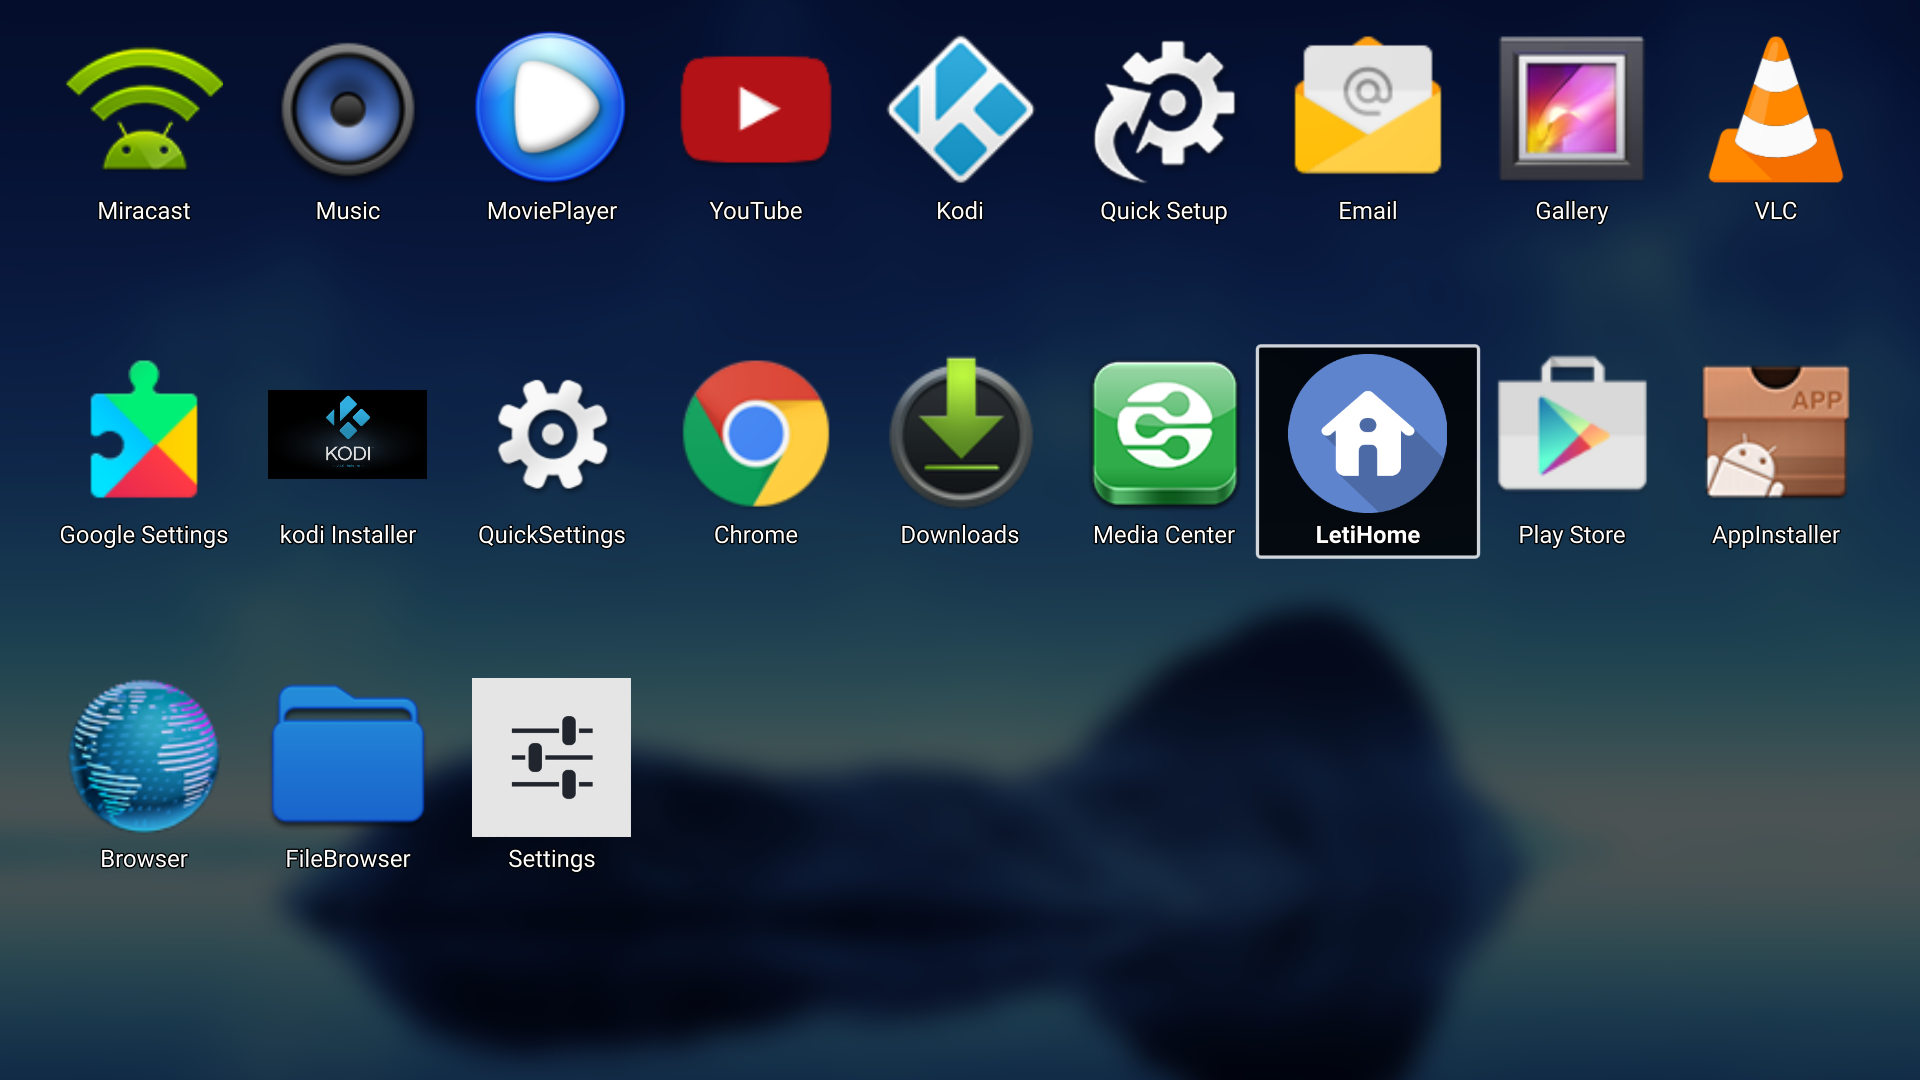 Miracast
Music
MoviePlayer
YouTube
Kodi
Quick Setup
@
Email
Gallery
VLC
KODI
APP
Google Settings
kodi Installer
QuickSettings
Chrome
Downloads
Media Center
LetiHome
Play Store
AppInstaller
Browser
FileBrowser
Settings